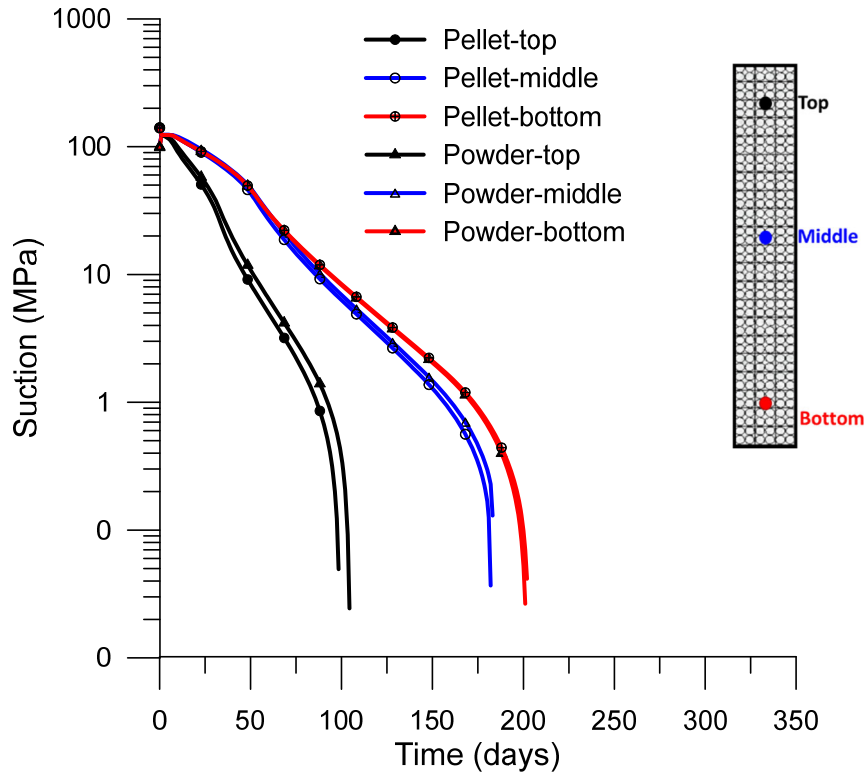 1000
100
10
1
0
0
Suction (MPa)
0
50
100
150
200
250
300
350
Time (days)
Pellet-top
Pellet-middle
Pellet-bottom
Powder-top
Powder-middle
Powder-bottom
Top
Middle
Bottom